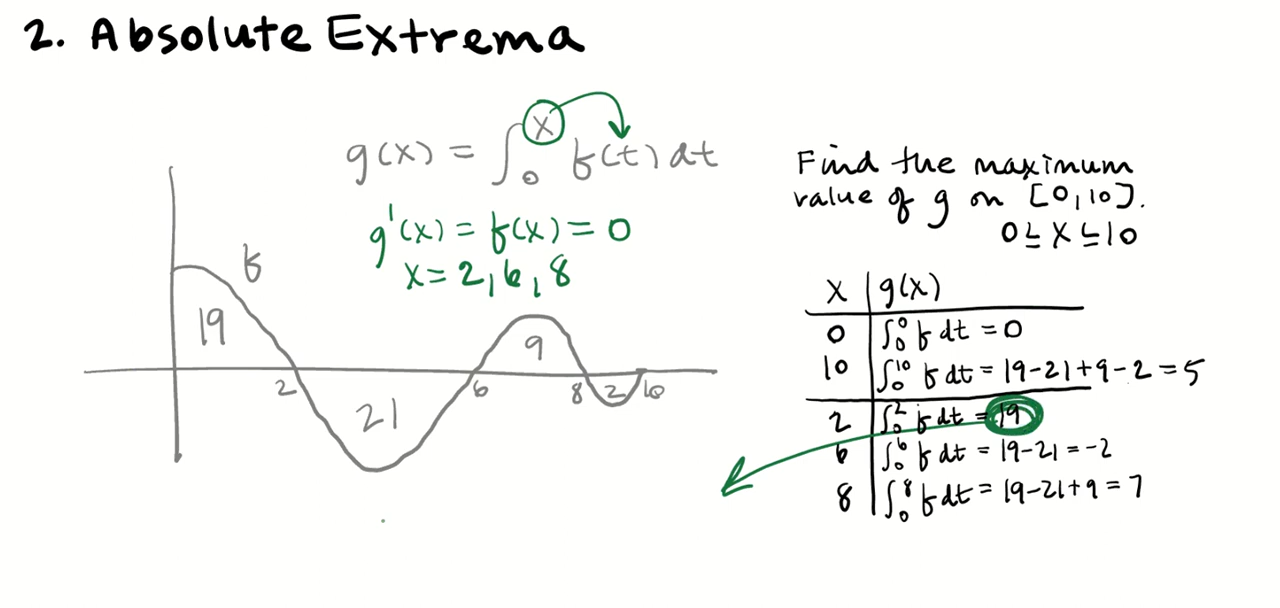 2. Absolute Extrema
g(x) = ∫₀ˣ f(t) dt
g'(x) = f(x) = 0
x = 2, 6, 8
f
19
21
9
2
2
6
8
10
Find the maximum
value of g on [0,10].
0 ≤ x ≤ 10
x | g(x)
0 | ∫₀⁰ f dt = 0
10 | ∫₀¹⁰ f dt = 19-21+9-2 = 5
2 | ∫₀² f dt = 19
6 | ∫₀⁶ f dt = 19-21 = -2
8 | ∫₀⁸ f dt = 19-21+9 = 7